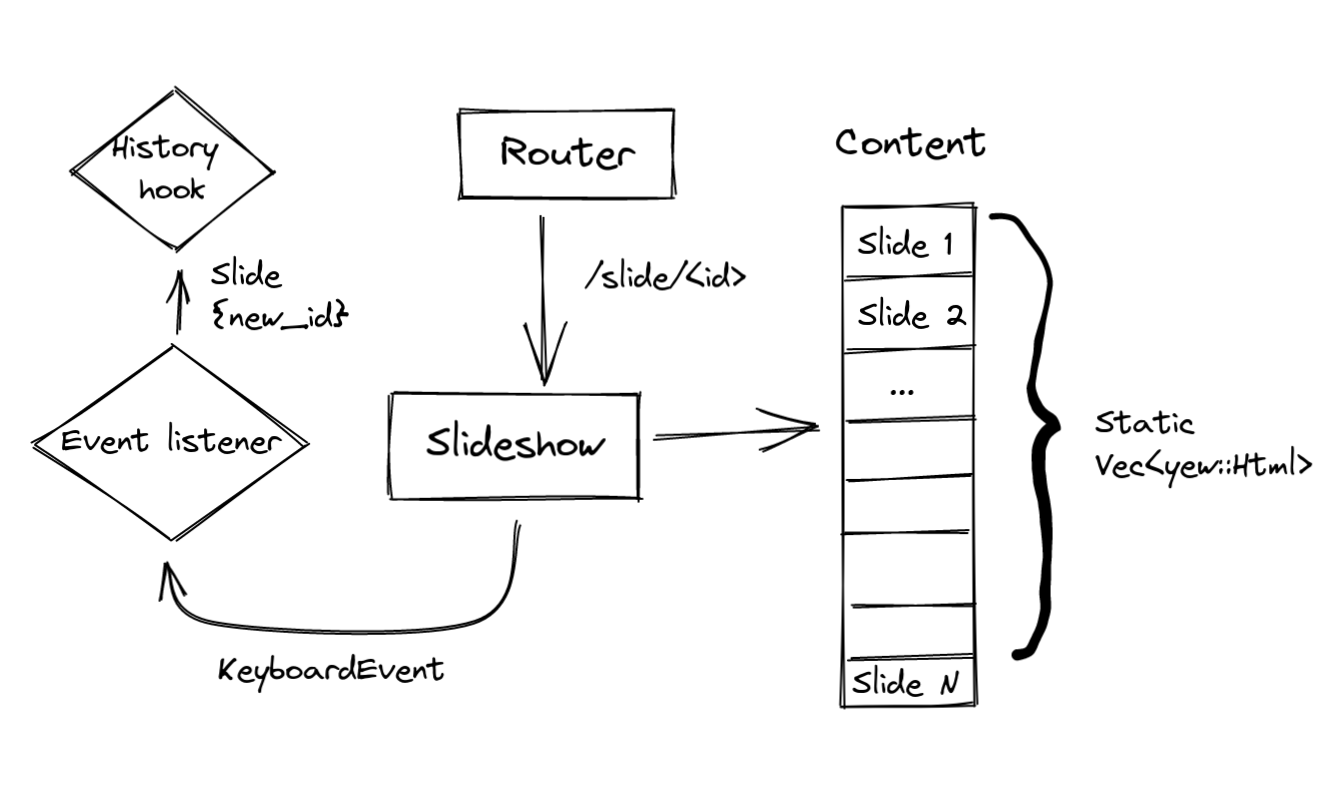 History
hook
Router
Content
Slide 1
Slide
{new_id}
/slide/<id>
Slide 2
...
Event listener
Slideshow
Static
Vec<yew::Html>
KeyboardEvent
Slide N